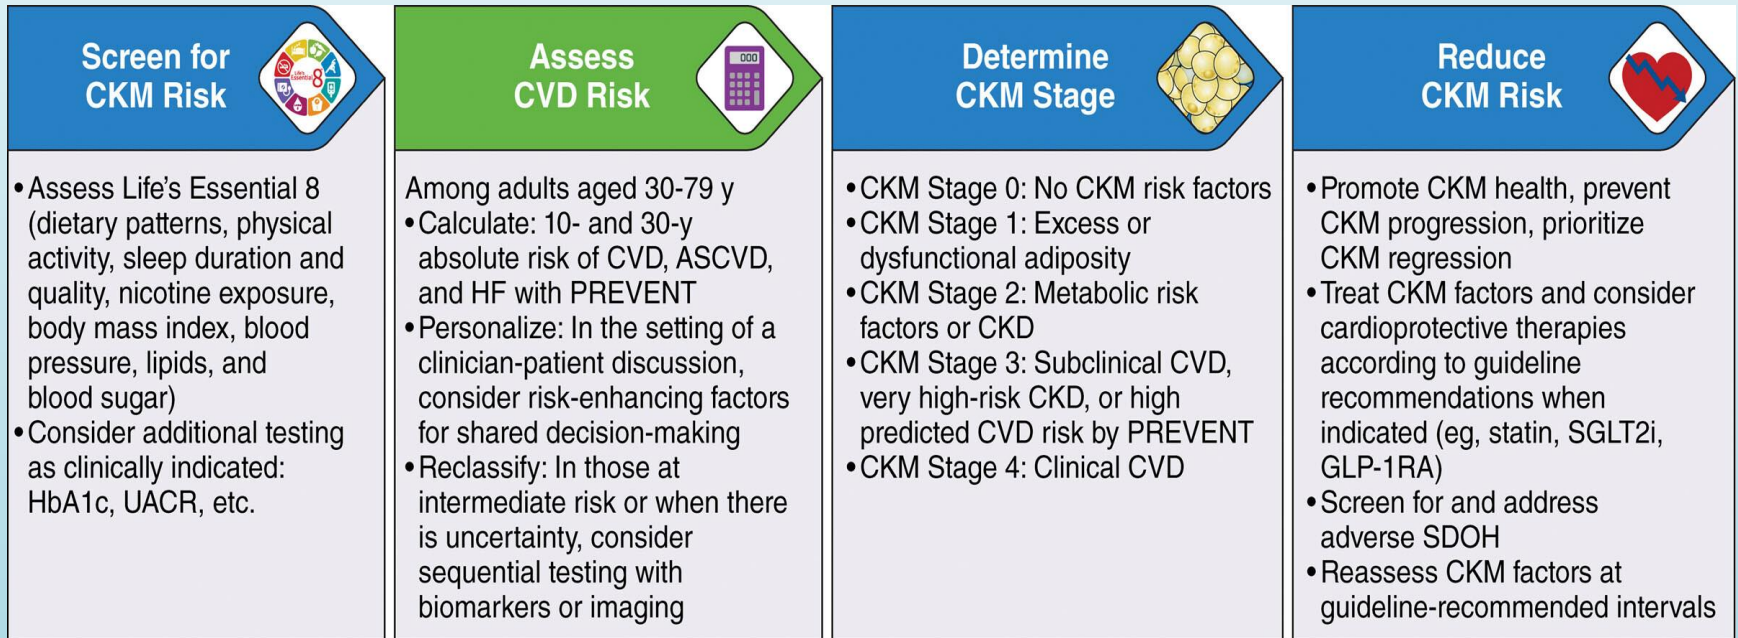 Screen for
CKM Risk
Life's
Essential
8
•Assess Life’s Essential 8
(dietary patterns, physical
activity, sleep duration and
quality, nicotine exposure,
body mass index, blood
pressure, lipids, and
blood sugar)
•Consider additional testing
as clinically indicated:
HbA1c, UACR, etc.
Assess
CVD Risk
000
Among adults aged 30-79 y
•Calculate: 10- and 30-y
absolute risk of CVD, ASCVD,
and HF with PREVENT
•Personalize: In the setting of a
clinician-patient discussion,
consider risk-enhancing factors
for shared decision-making
•Reclassify: In those at
intermediate risk or when there
is uncertainty, consider
sequential testing with
biomarkers or imaging
Determine
CKM Stage
•CKM Stage 0: No CKM risk factors
•CKM Stage 1: Excess or
dysfunctional adiposity
•CKM Stage 2: Metabolic risk
factors or CKD
•CKM Stage 3: Subclinical CVD,
very high-risk CKD, or high
predicted CVD risk by PREVENT
•CKM Stage 4: Clinical CVD
Reduce
CKM Risk
•Promote CKM health, prevent
CKM progression, prioritize
CKM regression
•Treat CKM factors and consider
cardioprotective therapies
according to guideline
recommendations when
indicated (eg, statin, SGLT2i,
GLP-1RA)
•Screen for and address
adverse SDOH
•Reassess CKM factors at
guideline-recommended intervals